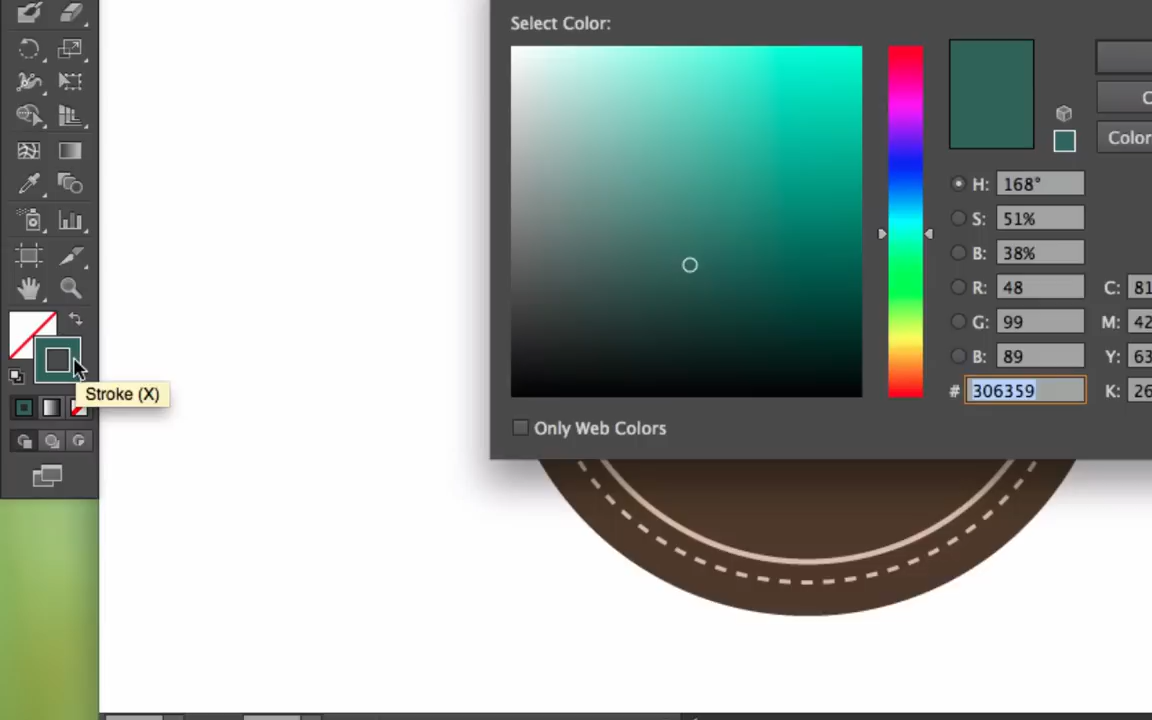 Select Color:
C
Color
H: 168°
S: 51%
B: 38%
R: 48 C: 81
G: 99 M: 42
B: 89 Y: 63
# 306359 K: 26
Stroke (X)
Only Web Colors